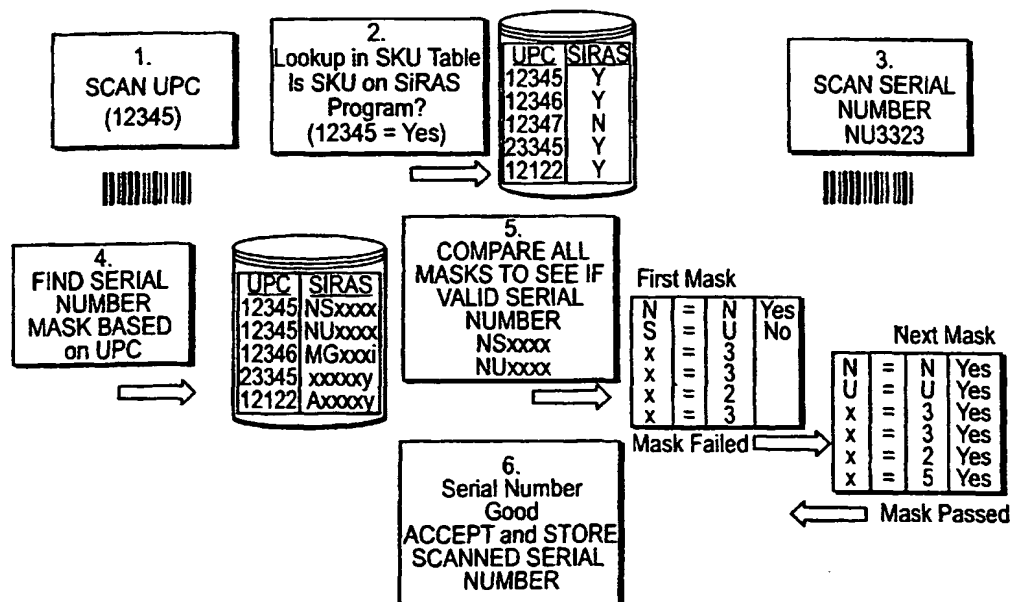 1.
SCAN UPC
(12345)
2.
Lookup in SKU Table
Is SKU on SiRAS
Program?
(12345 = Yes)
UPC SIRAS
12345 Y
12346 Y
12347 N
23345 Y
12122 Y
3.
SCAN SERIAL
NUMBER
NU3323
4.
FIND SERIAL
NUMBER
MASK BASED
on UPC
UPC SIRAS
12345 NSxxxx
12345 NUxxxx
12346 MGxxxi
23345 xxxxxy
12122 Axxxxy
5.
COMPARE ALL
MASKS TO SEE IF
VALID SERIAL
NUMBER
NSxxxx
NUxxxx
First Mask
N = N Yes
S = U No
x = 3
x = 3
x = 2
x = 3
Mask Failed
Next Mask
N = N Yes
U = U Yes
x = 3 Yes
x = 3 Yes
x = 2 Yes
x = 5 Yes
Mask Passed
6.
Serial Number
Good
ACCEPT and STORE
SCANNED SERIAL
NUMBER